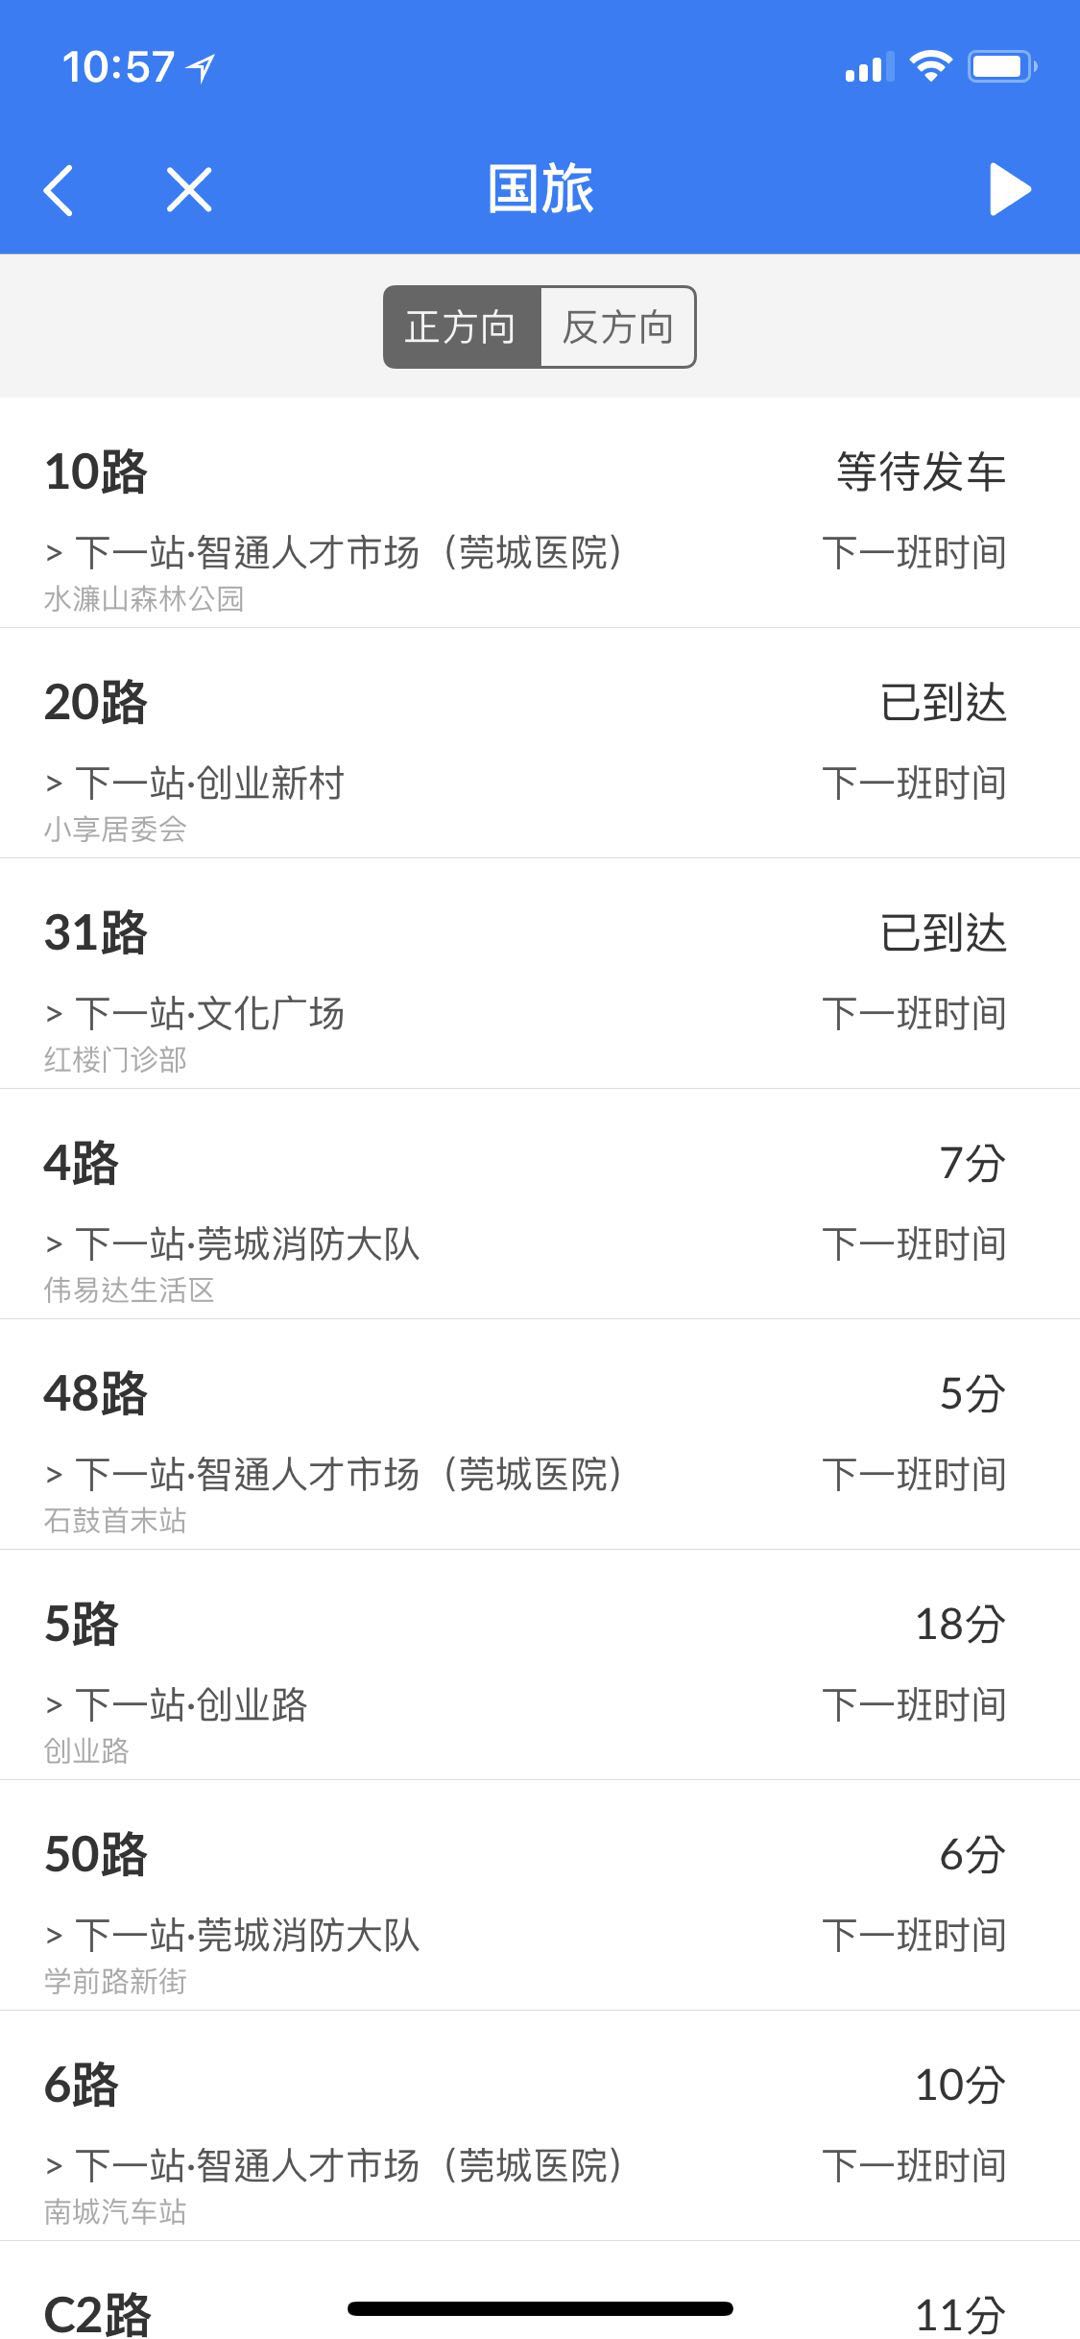 10:57
国旅
正方向 反方向
10路 等待发车
> 下一站·智通人才市场（莞城医院） 下一班时间
水濂山森林公园
20路 已到达
> 下一站·创业新村 下一班时间
小享居委会
31路 已到达
> 下一站·文化广场 下一班时间
红楼门诊部
4路 7分
> 下一站·莞城消防大队 下一班时间
伟易达生活区
48路 5分
> 下一站·智通人才市场（莞城医院） 下一班时间
石鼓首末站
5路 18分
> 下一站·创业路 下一班时间
创业路
50路 6分
> 下一站·莞城消防大队 下一班时间
学前路新街
6路 10分
> 下一站·智通人才市场（莞城医院） 下一班时间
南城汽车站
C2路 11分